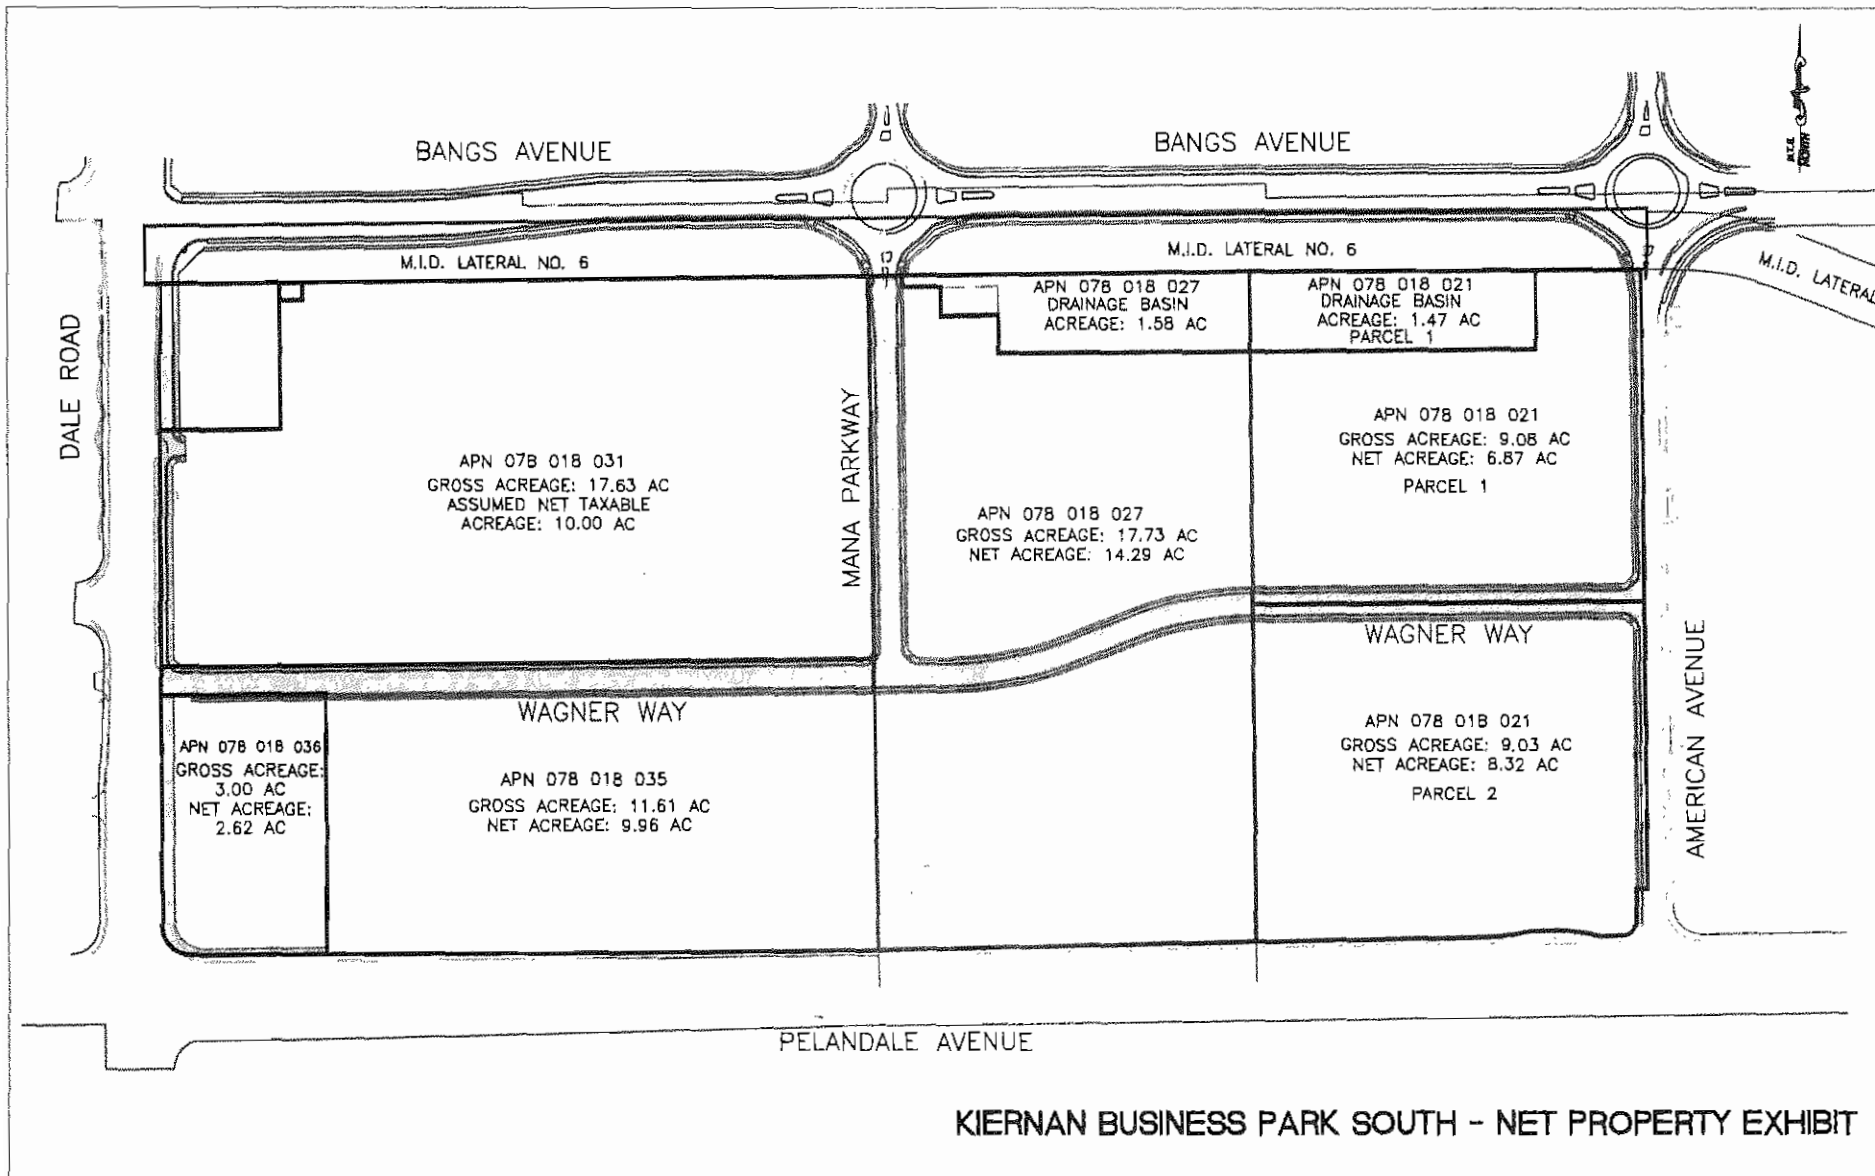 BANGS AVENUE
BANGS AVENUE
N.T.S.
NORTH
M.I.D. LATERAL NO. 6
M.I.D. LATERAL NO. 6
M.I.D. LATERAL
APN 078 018 027
DRAINAGE BASIN
ACREAGE: 1.58 AC
APN 078 018 021
DRAINAGE BASIN
ACREAGE: 1.47 AC
PARCEL 1
DALE ROAD
APN 078 018 031
GROSS ACREAGE: 17.63 AC
ASSUMED NET TAXABLE
ACREAGE: 10.00 AC
MANA PARKWAY
APN 078 018 027
GROSS ACREAGE: 17.73 AC
NET ACREAGE: 14.29 AC
APN 078 018 021
GROSS ACREAGE: 9.08 AC
NET ACREAGE: 6.87 AC
PARCEL 1
WAGNER WAY
WAGNER WAY
AMERICAN AVENUE
APN 078 018 036
GROSS ACREAGE:
3.00 AC
NET ACREAGE:
2.62 AC
APN 078 018 035
GROSS ACREAGE: 11.61 AC
NET ACREAGE: 9.96 AC
APN 078 018 021
GROSS ACREAGE: 9.03 AC
NET ACREAGE: 8.32 AC
PARCEL 2
PELANDALE AVENUE
KIERNAN BUSINESS PARK SOUTH - NET PROPERTY EXHIBIT